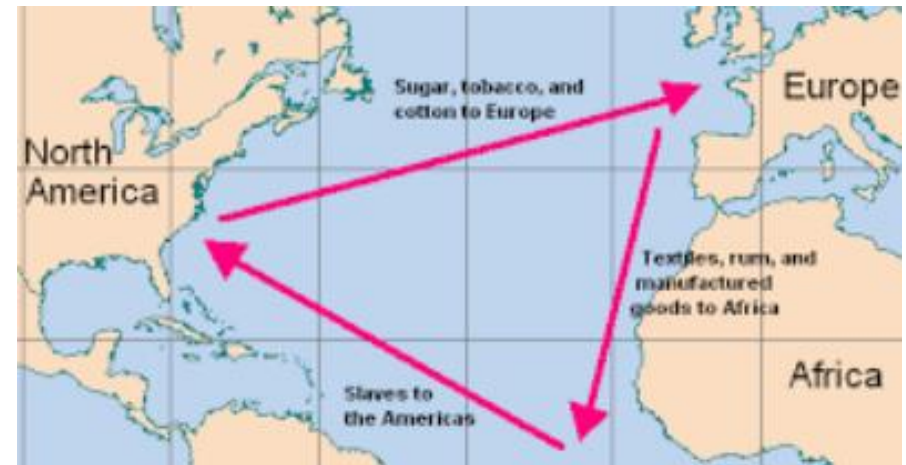 Sugar, tobacco, and
cotton to Europe
Europe
North
America
Textiles, rum, and
manufactured
goods to Africa
Africa
Slaves to
the Americas